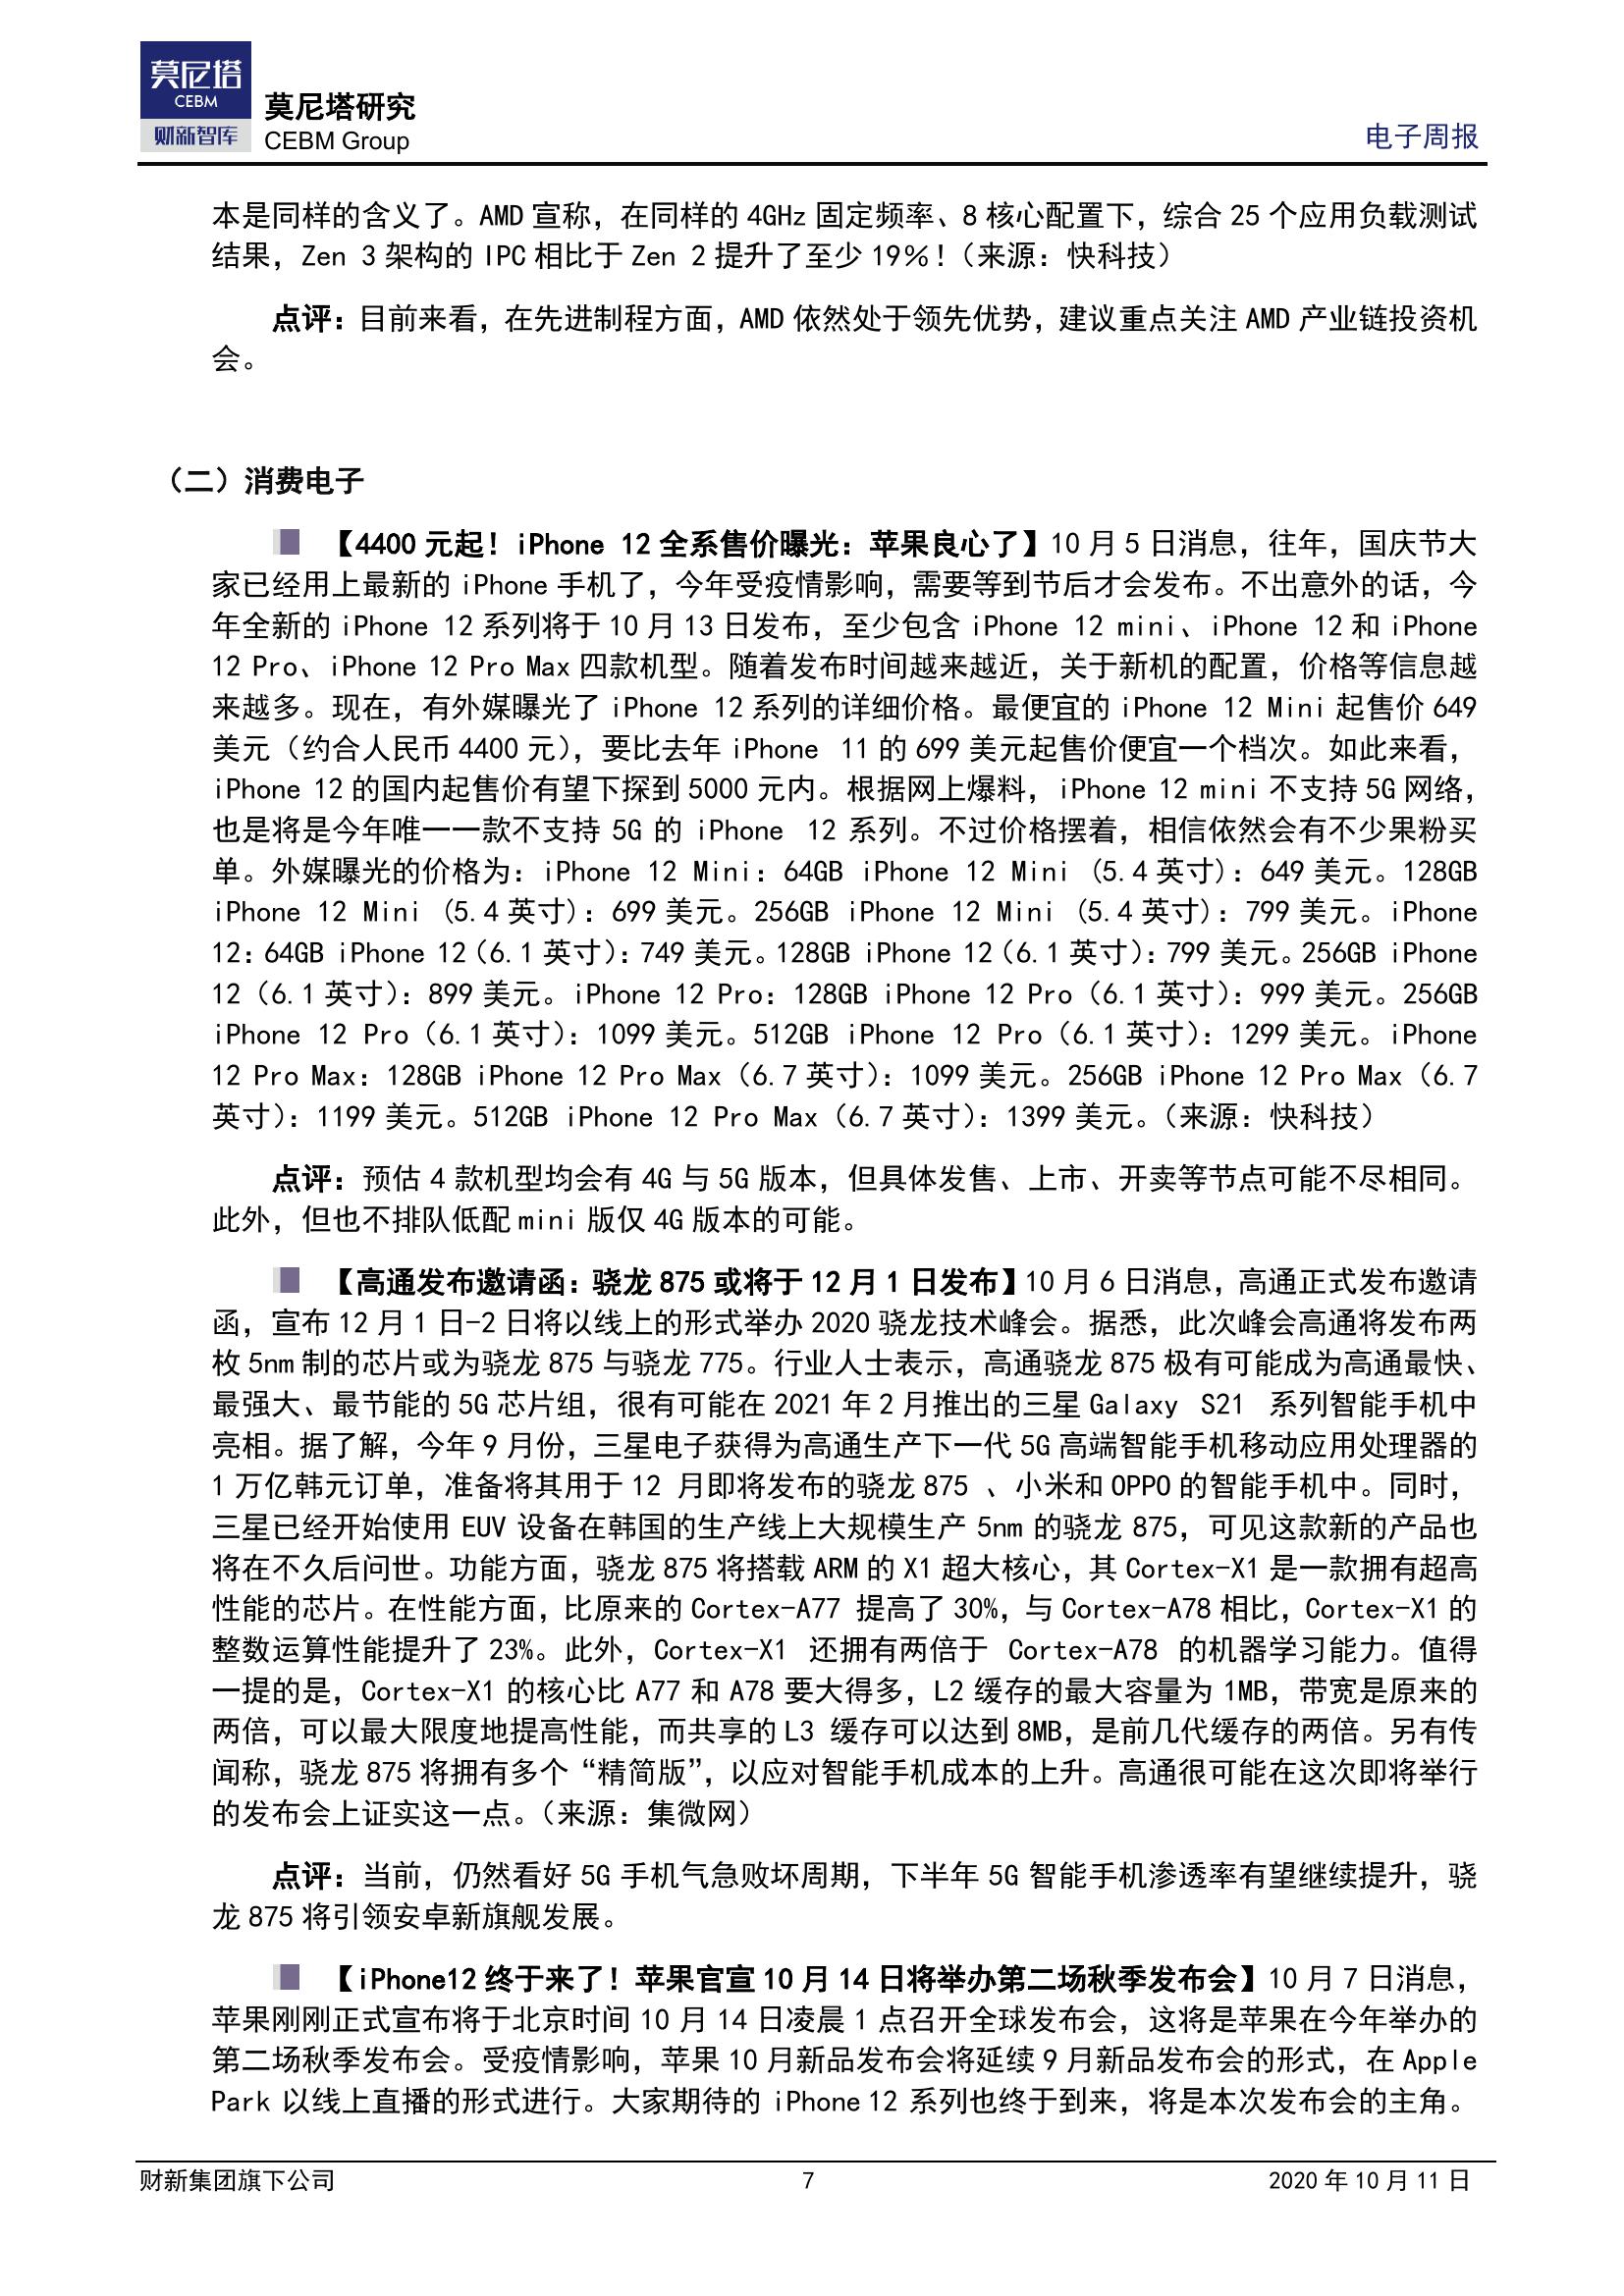 莫尼塔
CEBM
财新智库
莫尼塔研究
CEBM Group
电子周报
本是同样的含义了。AMD 宣称，在同样的 4GHz 固定频率、8 核心配置下，综合 25 个应用负载测试
结果，Zen 3 架构的 IPC 相比于 Zen 2 提升了至少 19%！（来源：快科技）
点评：目前来看，在先进制程方面，AMD 依然处于领先优势，建议重点关注 AMD 产业链投资机
会。
（二）消费电子
【4400 元起！iPhone 12 全系售价曝光：苹果良心了】10 月 5 日消息，往年，国庆节大
家已经用上最新的 iPhone 手机了，今年受疫情影响，需要等到节后才会发布。不出意外的话，今
年全新的 iPhone 12 系列将于 10 月 13 日发布，至少包含 iPhone 12 mini、iPhone 12 和 iPhone
12 Pro、iPhone 12 Pro Max 四款机型。随着发布时间越来越近，关于新机的配置，价格等信息越
来越多。现在，有外媒曝光了 iPhone 12 系列的详细价格。最便宜的 iPhone 12 Mini 起售价 649
美元（约合人民币 4400 元），要比去年 iPhone 11 的 699 美元起售价便宜一个档次。如此来看，
iPhone 12 的国内起售价有望下探到 5000 元内。根据网上爆料，iPhone 12 mini 不支持 5G 网络，
也是将是今年唯一一款不支持 5G 的 iPhone 12 系列。不过价格摆着，相信依然会有不少果粉买
单。外媒曝光的价格为：iPhone 12 Mini：64GB iPhone 12 Mini (5.4 英寸)：649 美元。128GB
iPhone 12 Mini (5.4 英寸)：699 美元。256GB iPhone 12 Mini (5.4 英寸)：799 美元。iPhone
12：64GB iPhone 12（6.1 英寸）：749 美元。128GB iPhone 12（6.1 英寸）：799 美元。256GB iPhone
12（6.1 英寸）：899 美元。iPhone 12 Pro：128GB iPhone 12 Pro（6.1 英寸）：999 美元。256GB
iPhone 12 Pro（6.1 英寸）：1099 美元。512GB iPhone 12 Pro（6.1 英寸）：1299 美元。iPhone
12 Pro Max：128GB iPhone 12 Pro Max（6.7 英寸）：1099 美元。256GB iPhone 12 Pro Max（6.7
英寸）：1199 美元。512GB iPhone 12 Pro Max（6.7 英寸）：1399 美元。（来源：快科技）
点评：预估 4 款机型均会有 4G 与 5G 版本，但具体发售、上市、开卖等节点可能不尽相同。
此外，但也不排队低配 mini 版仅 4G 版本的可能。
【高通发布邀请函：骁龙 875 或将于 12 月 1 日发布】10 月 6 日消息，高通正式发布邀请
函，宣布 12 月 1 日-2 日将以线上的形式举办 2020 骁龙技术峰会。据悉，此次峰会高通将发布两
枚 5nm 制的芯片或为骁龙 875 与骁龙 775。行业人士表示，高通骁龙 875 极有可能成为高通最快、
最强大、最节能的 5G 芯片组，很有可能在 2021 年 2 月推出的三星 Galaxy S21 系列智能手机中
亮相。据了解，今年 9 月份，三星电子获得为高通生产下一代 5G 高端智能手机移动应用处理器的
1 万亿韩元订单，准备将其用于 12 月即将发布的骁龙 875 、小米和 OPPO 的智能手机中。同时，
三星已经开始使用 EUV 设备在韩国的生产线上大规模生产 5nm 的骁龙 875，可见这款新的产品也
将在不久后问世。功能方面，骁龙 875 将搭载 ARM 的 X1 超大核心，其 Cortex-X1 是一款拥有超高
性能的芯片。在性能方面，比原来的 Cortex-A77 提高了 30%，与 Cortex-A78 相比，Cortex-X1 的
整数运算性能提升了 23%。此外，Cortex-X1 还拥有两倍于 Cortex-A78 的机器学习能力。值得
一提的是，Cortex-X1 的核心比 A77 和 A78 要大得多，L2 缓存的最大容量为 1MB，带宽是原来的
两倍，可以最大限度地提高性能，而共享的 L3 缓存可以达到 8MB，是前几代缓存的两倍。另有传
闻称，骁龙 875 将拥有多个“精简版”，以应对智能手机成本的上升。高通很可能在这次即将举行
的发布会上证实这一点。（来源：集微网）
点评：当前，仍然看好 5G 手机气急败坏周期，下半年 5G 智能手机渗透率有望继续提升，骁
龙 875 将引领安卓新旗舰发展。
【iPhone12 终于来了！苹果官宣 10 月 14 日将举办第二场秋季发布会】10 月 7 日消息，
苹果刚刚正式宣布将于北京时间 10 月 14 日凌晨 1 点召开全球发布会，这将是苹果在今年举办的
第二场秋季发布会。受疫情影响，苹果 10 月新品发布会将延续 9 月新品发布会的形式，在 Apple
Park 以线上直播的形式进行。大家期待的 iPhone 12 系列也终于到来，将是本次发布会的主角。
财新集团旗下公司
7
2020 年 10 月 11 日